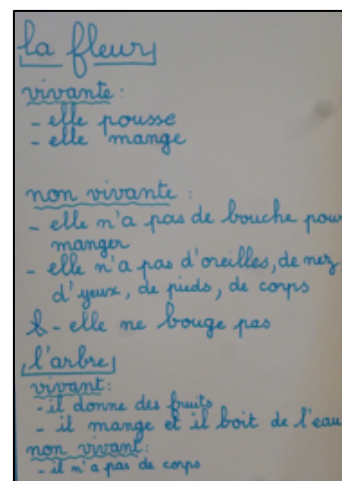 la fleur
vivante :
- elle pousse
- elle mange
non vivante :
- elle n'a pas de bouche pour
manger
- elle n'a pas d'oreilles, de nez,
d'yeux, de pieds, de corps
- elle ne bouge pas
l'arbre
vivant :
- il donne des fruits
- il mange et il boit de l'eau
non vivant :
- il n'a pas de corps